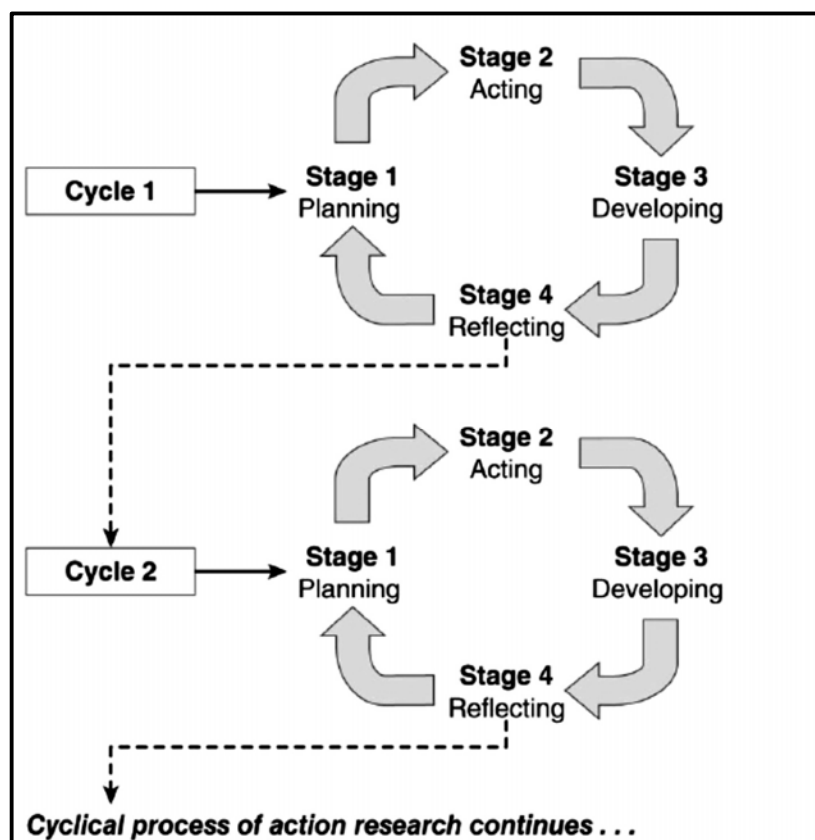 Stage 2
Acting
Cycle 1
Stage 1
Planning
Stage 3
Developing
Stage 4
Reflecting
Stage 2
Acting
Cycle 2
Stage 1
Planning
Stage 3
Developing
Stage 4
Reflecting
Cyclical process of action research continues . . .